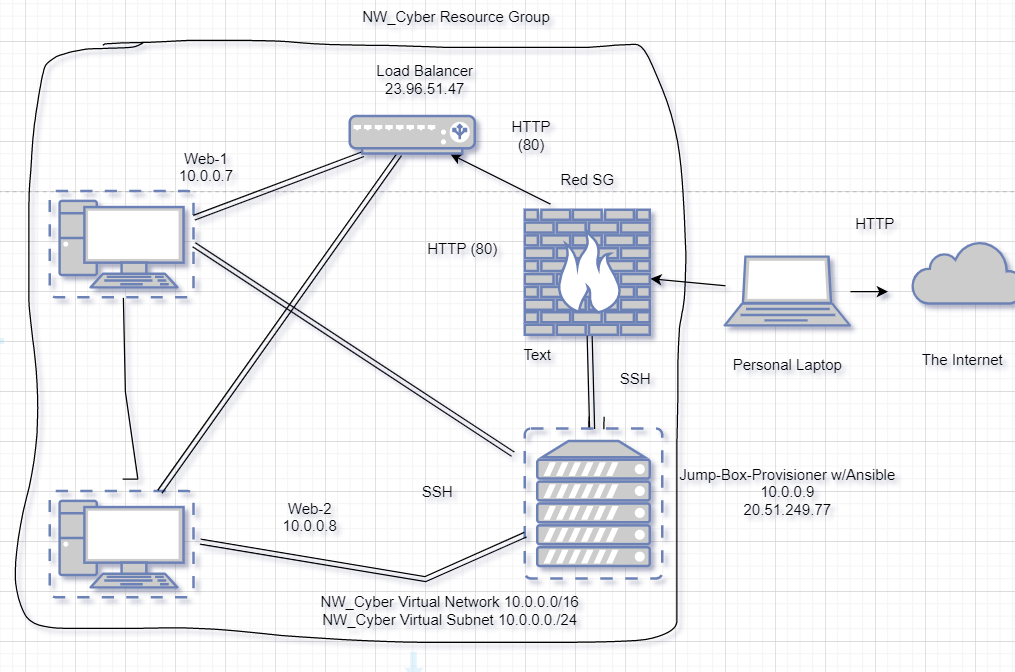 NW_Cyber Resource Group
Load Balancer
23.96.51.47
HTTP
(80)
Web-1
10.0.0.7
Red SG
HTTP
HTTP (80)
Text
Personal Laptop
The Internet
SSH
Jump-Box-Provisioner w/Ansible
10.0.0.9
20.51.249.77
SSH
Web-2
10.0.0.8
NW_Cyber Virtual Network 10.0.0.0/16
NW_Cyber Virtual Subnet 10.0.0.0./24